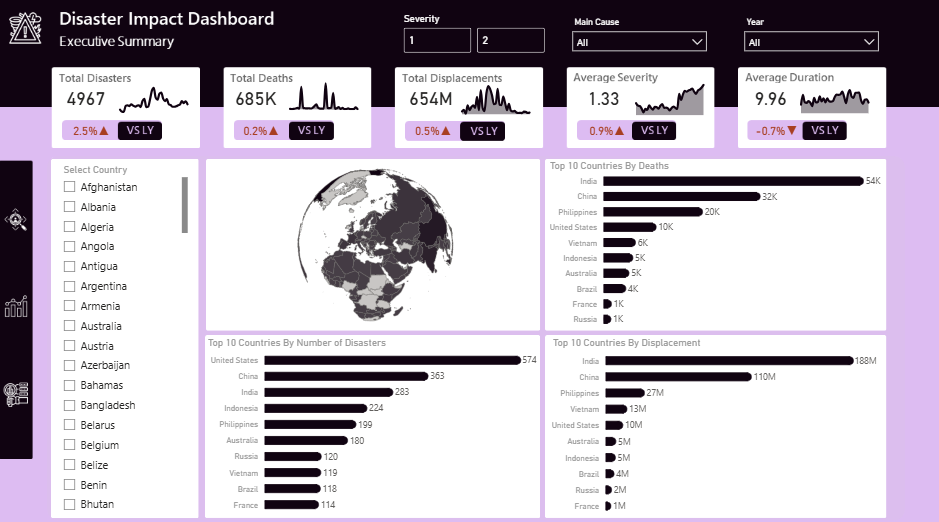 Disaster Impact Dashboard
Executive Summary
Severity
1 2
Main Cause
All
Year
All
Total Disasters
4967
2.5% VS LY
Total Deaths
685K
0.2% VS LY
Total Displacements
654M
0.5% VS LY
Average Severity
1.33
0.9% VS LY
Average Duration
9.96
-0.7% VS LY
Select Country
Afghanistan
Albania
Algeria
Angola
Antigua
Argentina
Armenia
Australia
Austria
Azerbaijan
Bahamas
Bangladesh
Belarus
Belgium
Belize
Benin
Bhutan
Top 10 Countries By Deaths
India 54K
China 32K
Philippines 20K
United States 10K
Vietnam 6K
Indonesia 5K
Australia 5K
Brazil 4K
France 1K
Russia 1K
Top 10 Countries By Number of Disasters
United States 574
China 363
India 283
Indonesia 224
Philippines 199
Australia 180
Russia 120
Vietnam 119
Brazil 118
France 114
Top 10 Countries By Displacement
India 188M
China 110M
Philippines 27M
Vietnam 13M
United States 10M
Australia 5M
Indonesia 5M
Brazil 4M
Russia 2M
France 1M